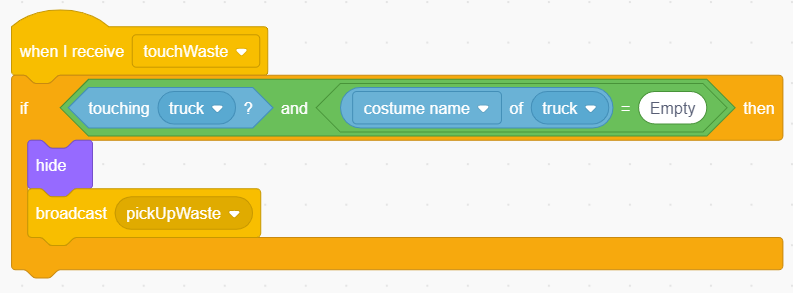 when I receive touchWaste
if touching truck ? and costume name of truck = Empty then
hide
broadcast pickUpWaste